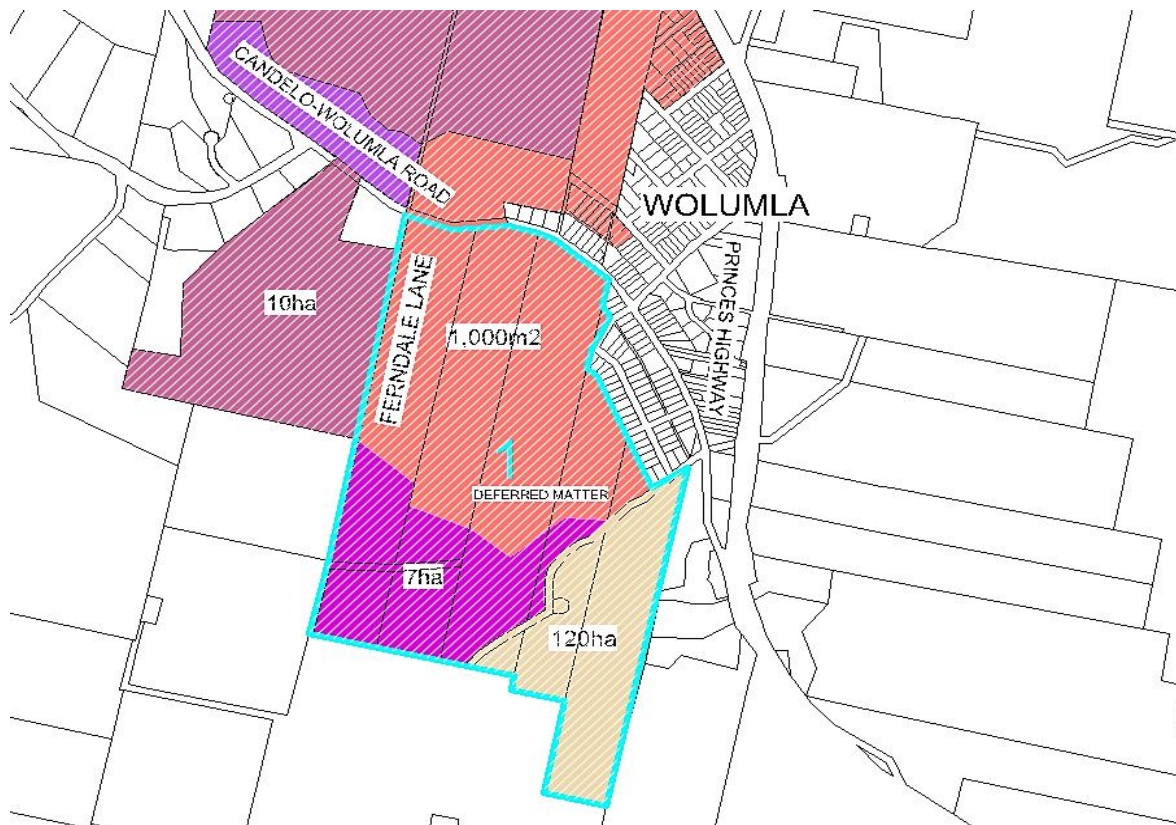 CANDELO-WOLUMLA ROAD
WOLUMLA
PRINCES HIGHWAY
10ha
FERNDALE LANE
1,000m2
1
DEFERRED MATTER
7ha
120ha